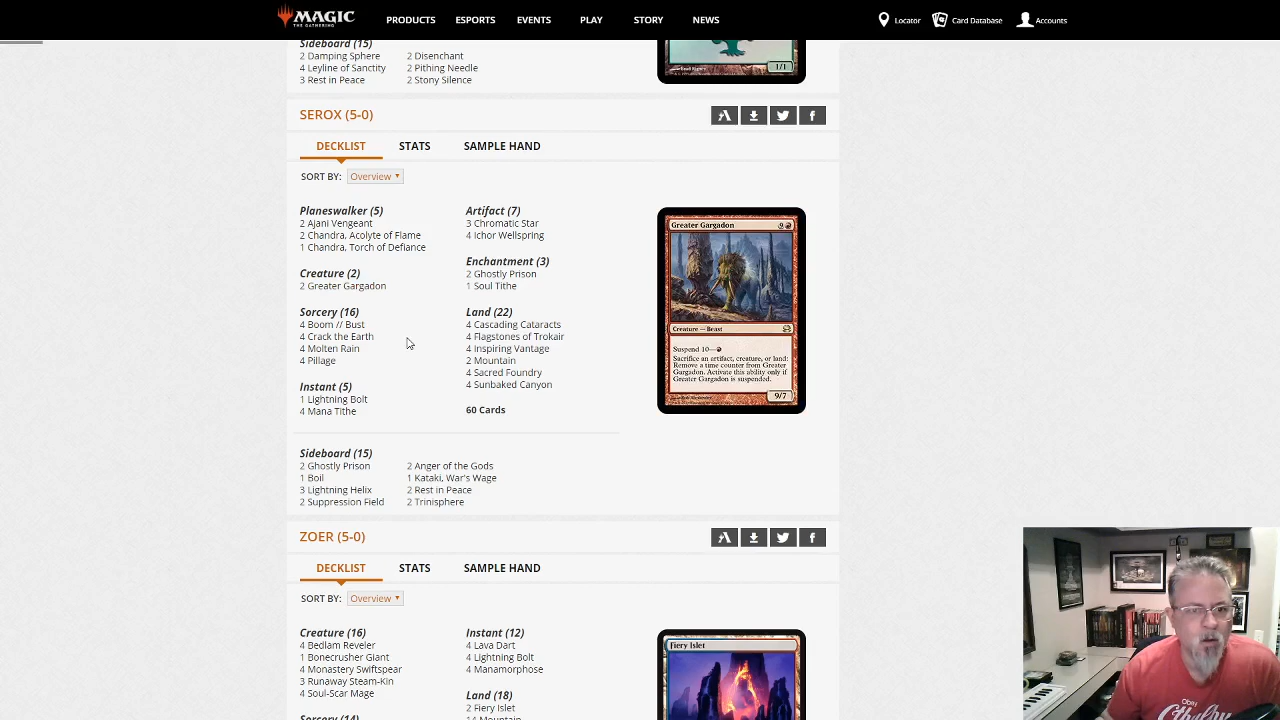 MAGIC
THE GATHERING
PRODUCTS
ESPORTS
EVENTS
PLAY
STORY
NEWS
Locator
Card Database
Accounts
Sideboard (15)
2 Damping Sphere
4 Leyline of Sanctity
3 Rest in Peace
2 Disenchant
2 Pithing Needle
2 Stony Silence
1/1
SEROX (5-0)
DECKLIST
STATS
SAMPLE HAND
SORT BY: Overview
Planeswalker (5)
2 Ajani Vengeant
2 Chandra, Acolyte of Flame
1 Chandra, Torch of Defiance
Creature (2)
2 Greater Gargadon
Sorcery (16)
4 Boom // Bust
4 Crack the Earth
4 Molten Rain
4 Pillage
Instant (5)
1 Lightning Bolt
4 Mana Tithe
Artifact (7)
3 Chromatic Star
4 Ichor Wellspring
Enchantment (3)
2 Ghostly Prison
1 Soul Tithe
Land (22)
4 Cascading Cataracts
4 Flagstones of Trokair
4 Inspiring Vantage
2 Mountain
4 Sacred Foundry
4 Sunbaked Canyon
60 Cards
Greater Gargadon
9
Creature — Beast
Suspend 10—
Sacrifice an artifact, creature, or land:
Remove a time counter from Greater
Gargadon. Activate this ability only if
Greater Gargadon is suspended.
9/7
Sideboard (15)
2 Ghostly Prison
1 Boil
3 Lightning Helix
2 Suppression Field
2 Anger of the Gods
1 Kataki, War's Wage
2 Rest in Peace
2 Trinisphere
ZOER (5-0)
DECKLIST
STATS
SAMPLE HAND
SORT BY: Overview
Creature (16)
4 Bedlam Reveler
1 Bonecrusher Giant
4 Monastery Swiftspear
3 Runaway Steam-Kin
4 Soul-Scar Mage
Sorcery (14)
Instant (12)
4 Lava Dart
4 Lightning Bolt
4 Manamorphose
Land (18)
2 Fiery Islet
14 Mountain
Fiery Islet